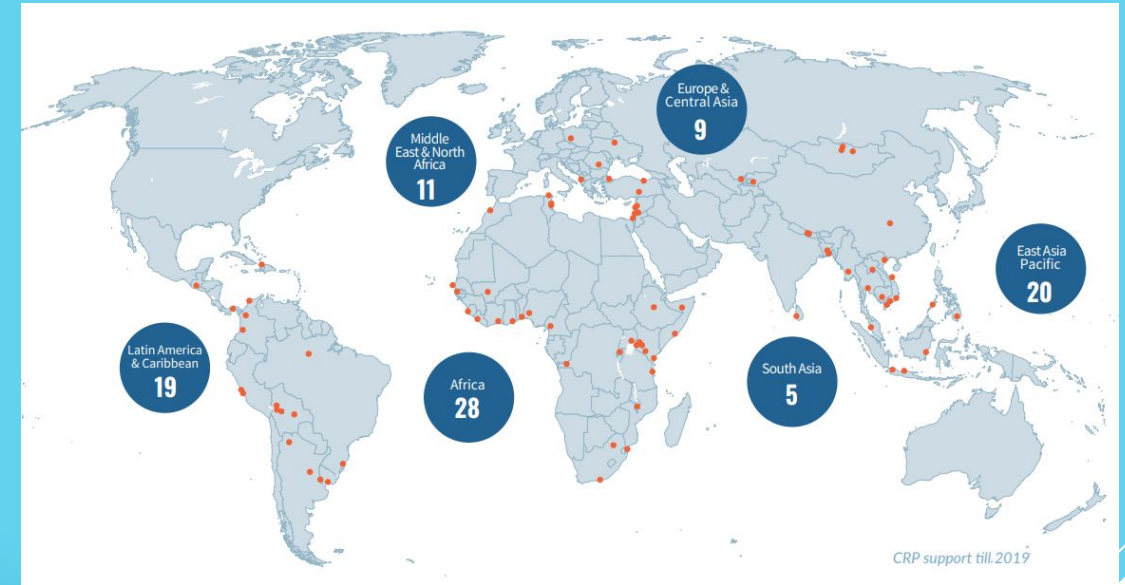 Europe &
Central Asia
9
Middle
East & North
Africa
11
East Asia
Pacific
20
Latin America
& Caribbean
19
Africa
28
South Asia
5
CRP support till 2019